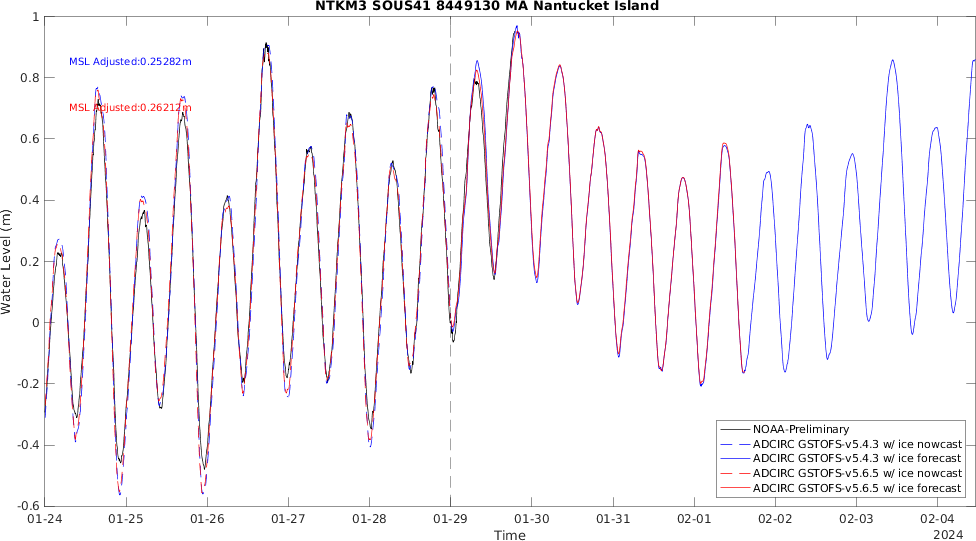 NTKM3 SOUS41 8449130 MA Nantucket Island
MSL Adjusted:0.25282m
MSL Adjusted:0.26212m
Water Level (m)
1
0.8
0.6
0.4
0.2
0
-0.2
-0.4
-0.6
NOAA-Preliminary
ADCIRC GSTOFS-v5.4.3 w/ ice nowcast
ADCIRC GSTOFS-v5.4.3 w/ ice forecast
ADCIRC GSTOFS-v5.6.5 w/ ice nowcast
ADCIRC GSTOFS-v5.6.5 w/ ice forecast
01-24 01-25 01-26 01-27 01-28 01-29 01-30 01-31 02-01 02-02 02-03 02-04
Time
2024